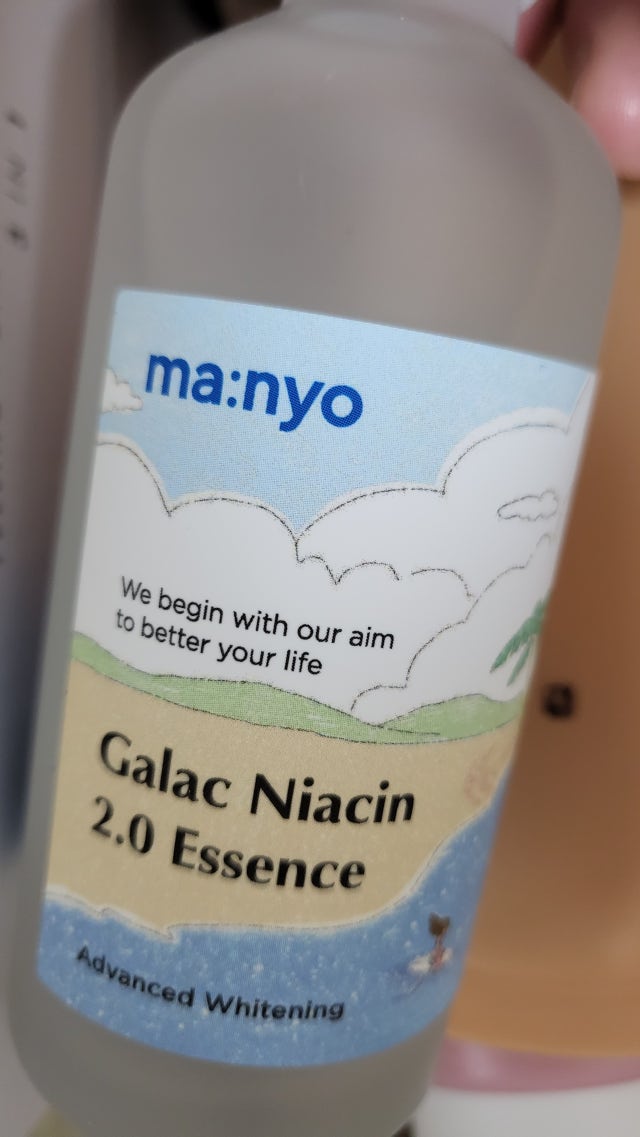 ma:nyo
We begin with our aim
to better your life
Galac Niacin
2.0 Essence
Advanced Whitening